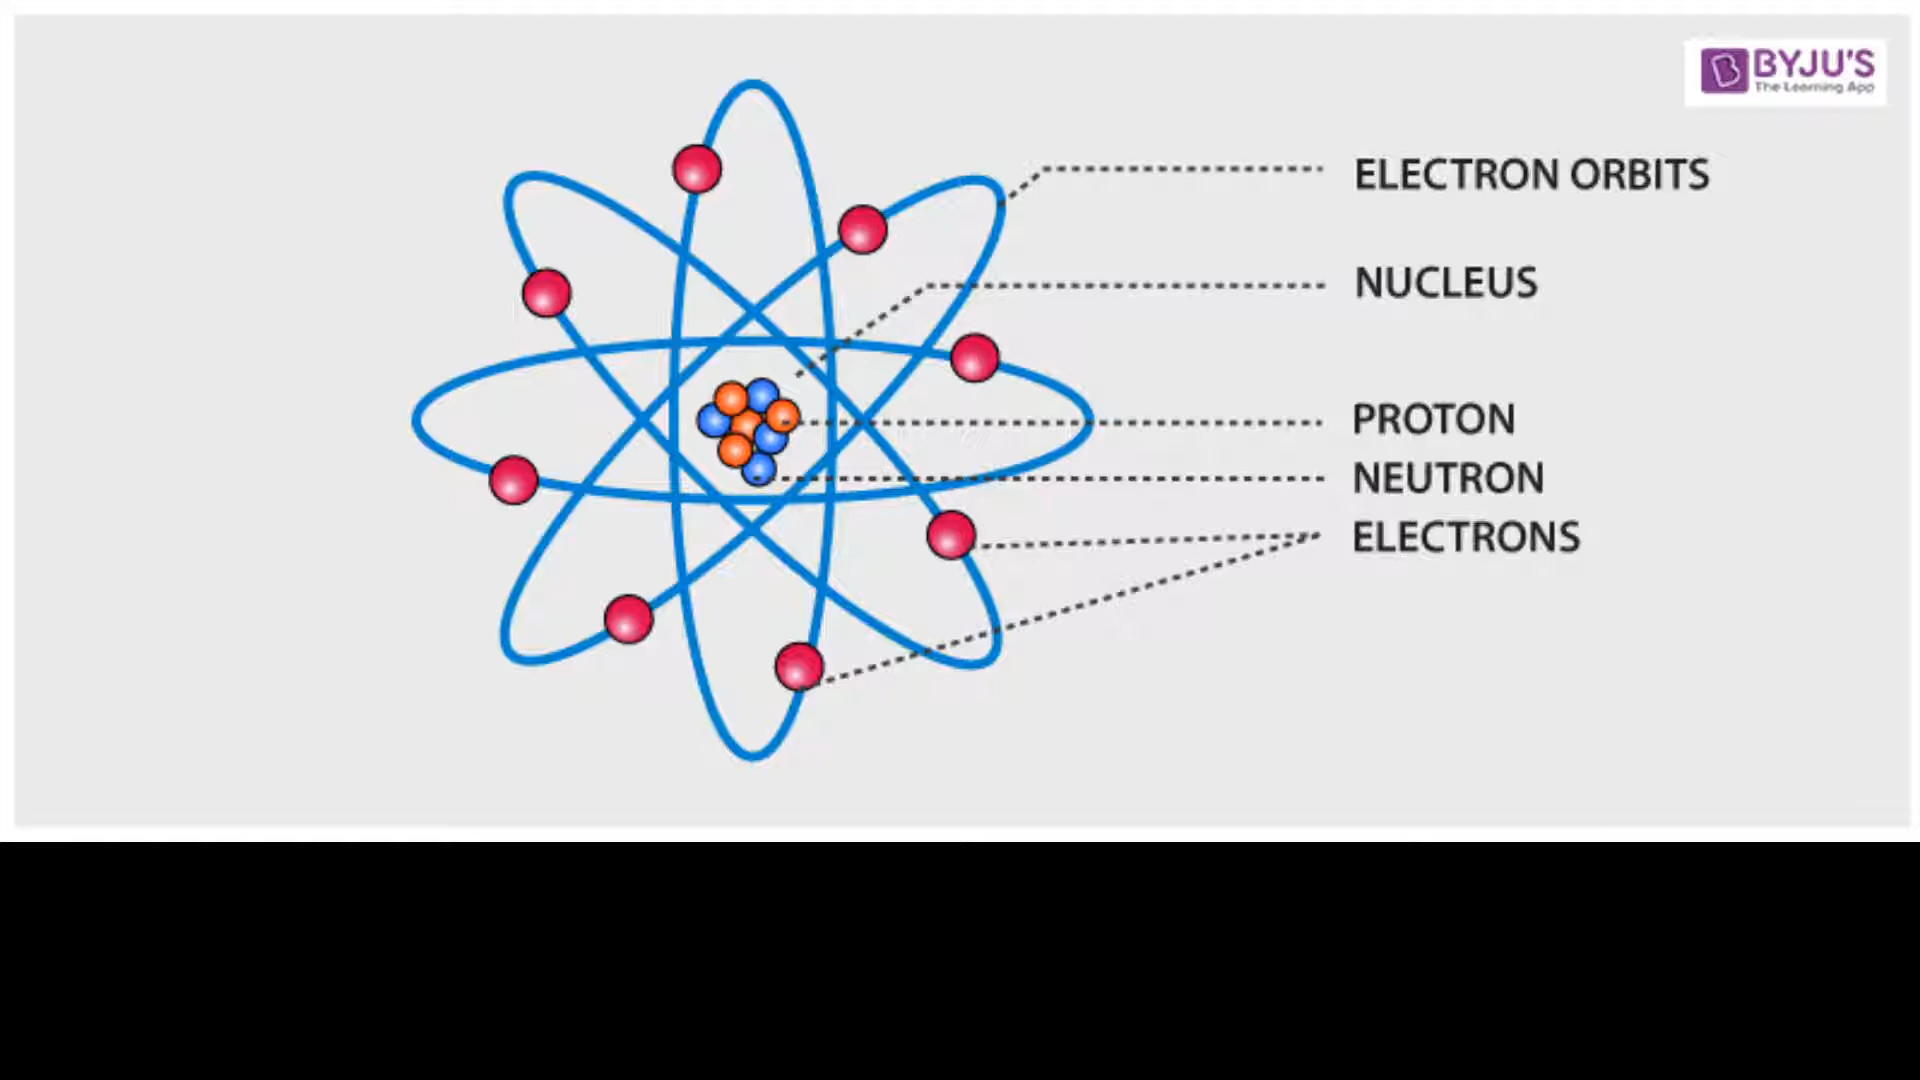 BYJU'S
The Learning App
ELECTRON ORBITS
NUCLEUS
PROTON
NEUTRON
ELECTRONS